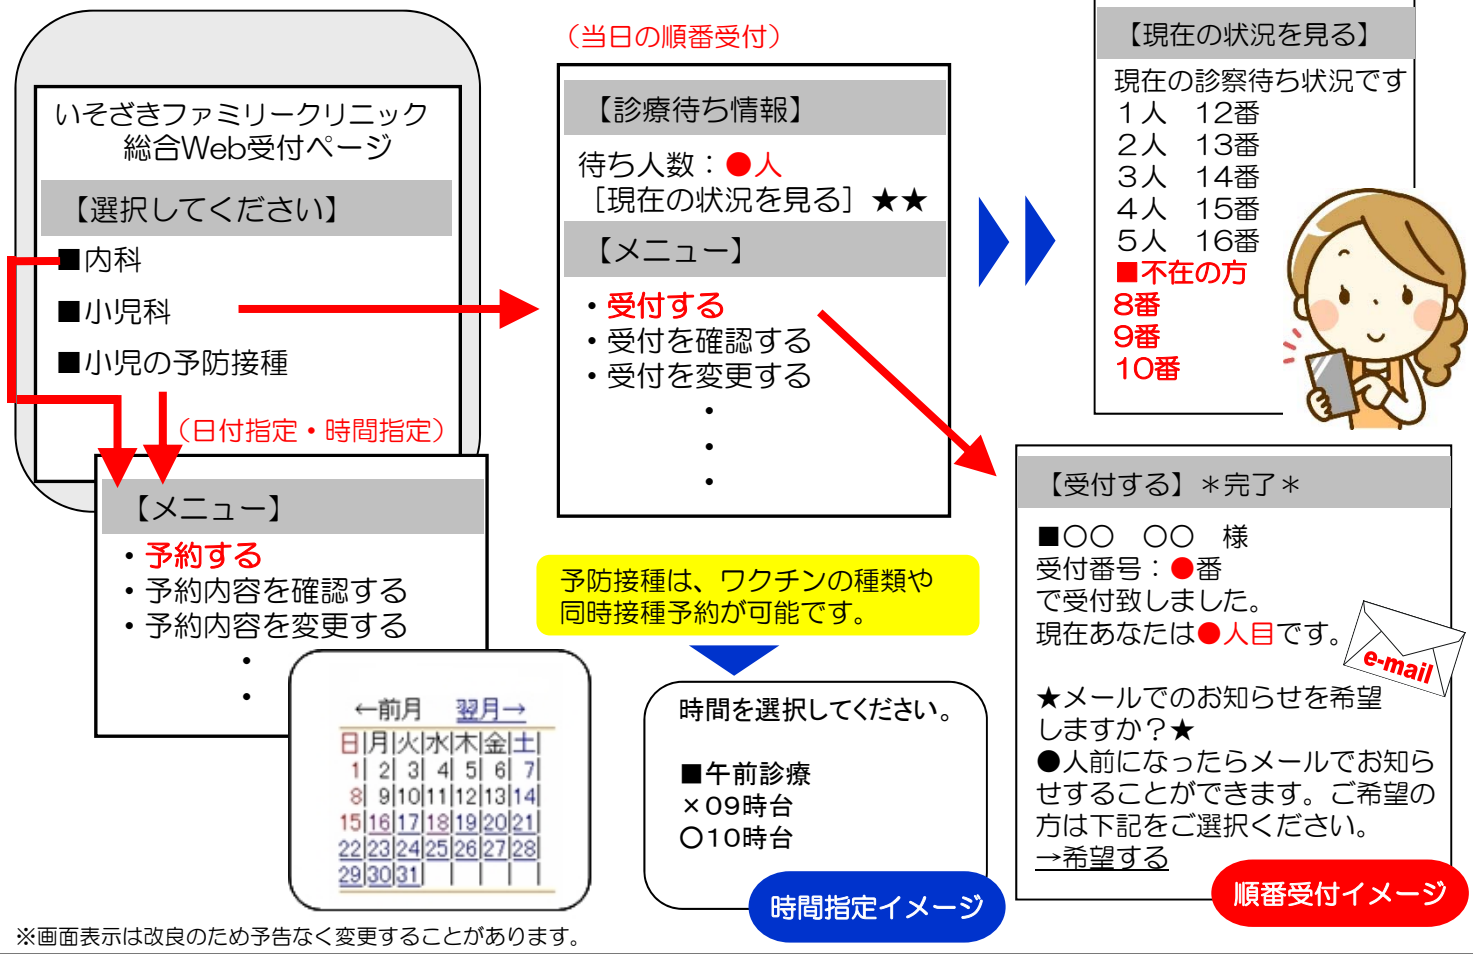 いそざきファミリークリニック
総合Web受付ページ
【選択してください】
■内科
■小児科
■小児の予防接種
（日付指定・時間指定）
【メニュー】
・予約する
・予約内容を確認する
・予約内容を変更する
・
・
←前月　翌月→
日|月|火|水|木|金|土|
1| 2| 3| 4| 5| 6| 7|
8| 9|10|11|12|13|14|
15|16|17|18|19|20|21|
22|23|24|25|26|27|28|
29|30|31| | | | |
（当日の順番受付）
【診療待ち情報】
待ち人数：●人
［現在の状況を見る］★★
【メニュー】
・受付する
・受付を確認する
・受付を変更する
・
・
・
予防接種は、ワクチンの種類や
同時接種予約が可能です。
時間を選択してください。
■午前診療
×09時台
○10時台
時間指定イメージ
【現在の状況を見る】
現在の診察待ち状況です
1人　12番
2人　13番
3人　14番
4人　15番
5人　16番
■不在の方
8番
9番
10番
【受付する】＊完了＊
■○○　○○　様
受付番号：●番
で受付致しました。
現在あなたは●人目です。
e-mail
★メールでのお知らせを希望
しますか？★
●人前になったらメールでお知ら
せすることができます。ご希望の
方は下記をご選択ください。
→希望する
順番受付イメージ
※画面表示は改良のため予告なく変更することがあります。